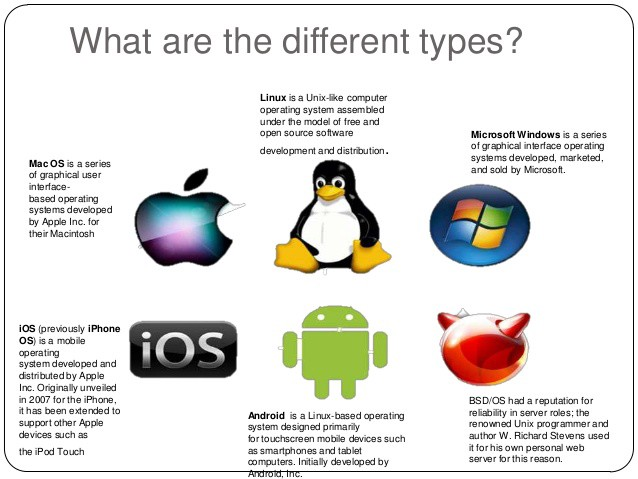 What are the different types?
Linux is a Unix-like computer
operating system assembled
under the model of free and
open source software
development and distribution.
Microsoft Windows is a series
of graphical interface operating
systems developed, marketed,
and sold by Microsoft.
Mac OS is a series
of graphical user
interface-
based operating
systems developed
by Apple Inc. for
their Macintosh
iOS (previously iPhone
OS) is a mobile
operating
system developed and
distributed by Apple
Inc. Originally unveiled
in 2007 for the iPhone,
it has been extended to
support other Apple
devices such as
the iPod Touch
iOS
Android is a Linux-based operating
system designed primarily
for touchscreen mobile devices such
as smartphones and tablet
computers. Initially developed by
Android, Inc.
BSD/OS had a reputation for
reliability in server roles; the
renowned Unix programmer and
author W. Richard Stevens used
it for his own personal web
server for this reason.